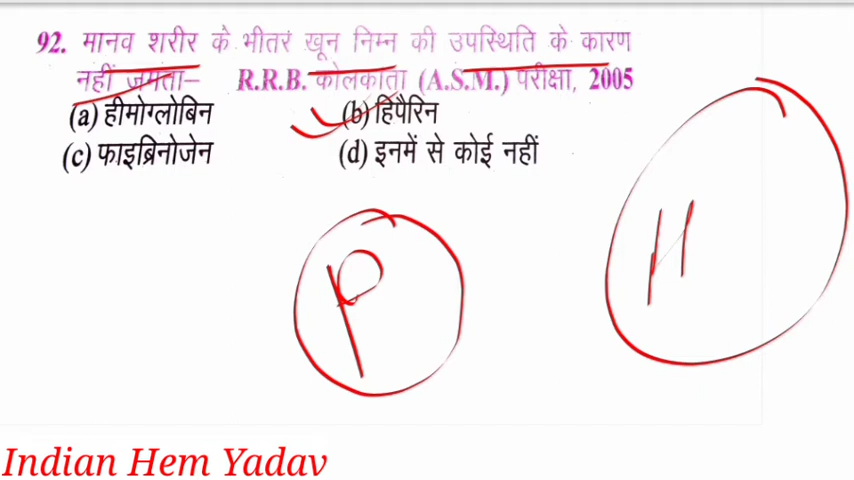 92. मानव शरीर के भीतर खून निम्न की उपस्थिति के कारण
नहीं जमता– R.R.B. कोलकाता (A.S.M.) परीक्षा, 2005
(a) हीमोग्लोबिन (b) हिपैरिन
(c) फाइब्रिनोजेन (d) इनमें से कोई नहीं
P H
Indian Hem Yadav